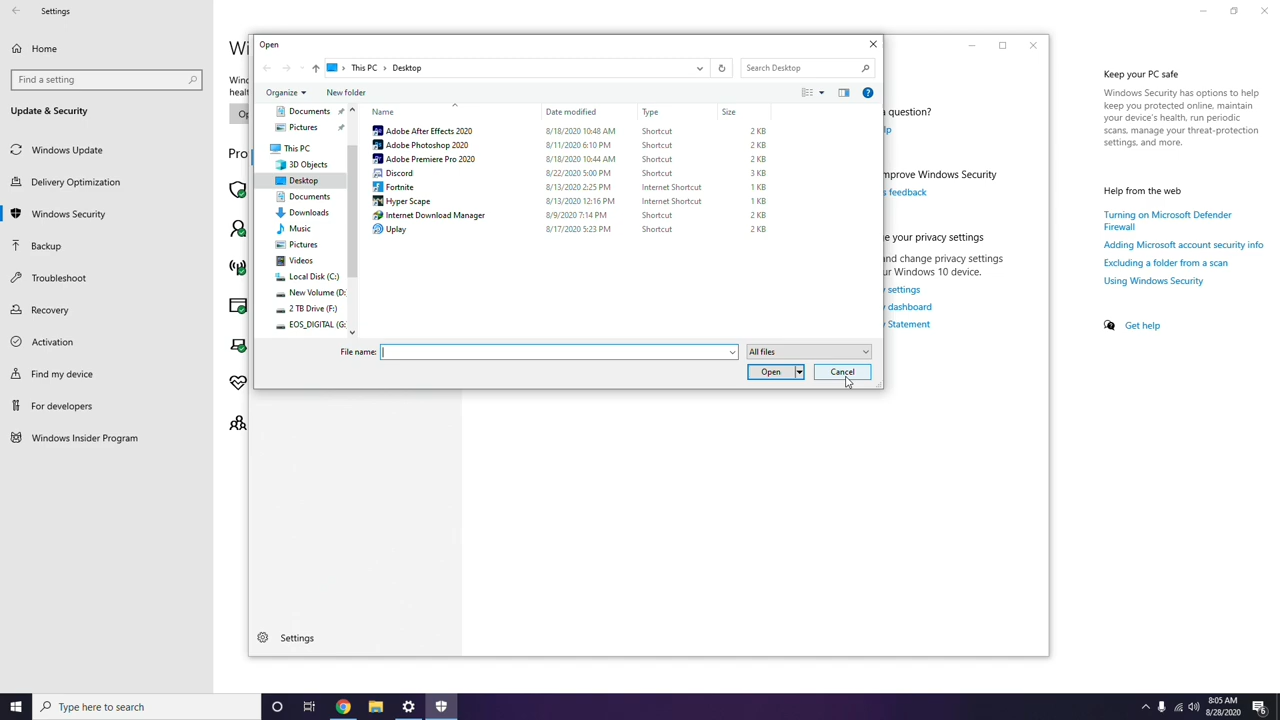 Settings
Home
Find a setting
Update & Security
Windows Update
Delivery Optimization
Windows Security
Backup
Troubleshoot
Recovery
Activation
Find my device
For developers
Windows Insider Program
Open
This PC
Desktop
Search Desktop
Organize
New folder
Documents
Pictures
This PC
3D Objects
Desktop
Documents
Downloads
Music
Pictures
Videos
Local Disk (C:)
New Volume (D:
2 TB Drive (F:)
EOS_DIGITAL (G:
Name Date modified Type Size
Adobe After Effects 2020 8/18/2020 10:48 AM Shortcut 2 KB
Adobe Photoshop 2020 8/11/2020 6:10 PM Shortcut 2 KB
Adobe Premiere Pro 2020 8/18/2020 10:44 AM Shortcut 2 KB
Discord 8/22/2020 5:00 PM Shortcut 3 KB
Fortnite 8/13/2020 2:25 PM Internet Shortcut 1 KB
Hyper Scape 8/13/2020 12:16 PM Internet Shortcut 1 KB
Internet Download Manager 8/9/2020 7:14 PM Shortcut 2 KB
Uplay 8/17/2020 5:23 PM Shortcut 2 KB
File name:
All files
Open
Cancel
Wi
Wind
healt
Op
Pro
a question?
lp
mprove Windows Security
s feedback
e your privacy settings
and change privacy settings
ur Windows 10 device.
y settings
y dashboard
y Statement
Settings
Keep your PC safe
Windows Security has options to help
keep you protected online, maintain
your device's health, run periodic
scans, manage your threat-protection
settings, and more.
Help from the web
Turning on Microsoft Defender
Firewall
Adding Microsoft account security info
Excluding a folder from a scan
Using Windows Security
Get help
Type here to search
8:05 AM
8/28/2020
6